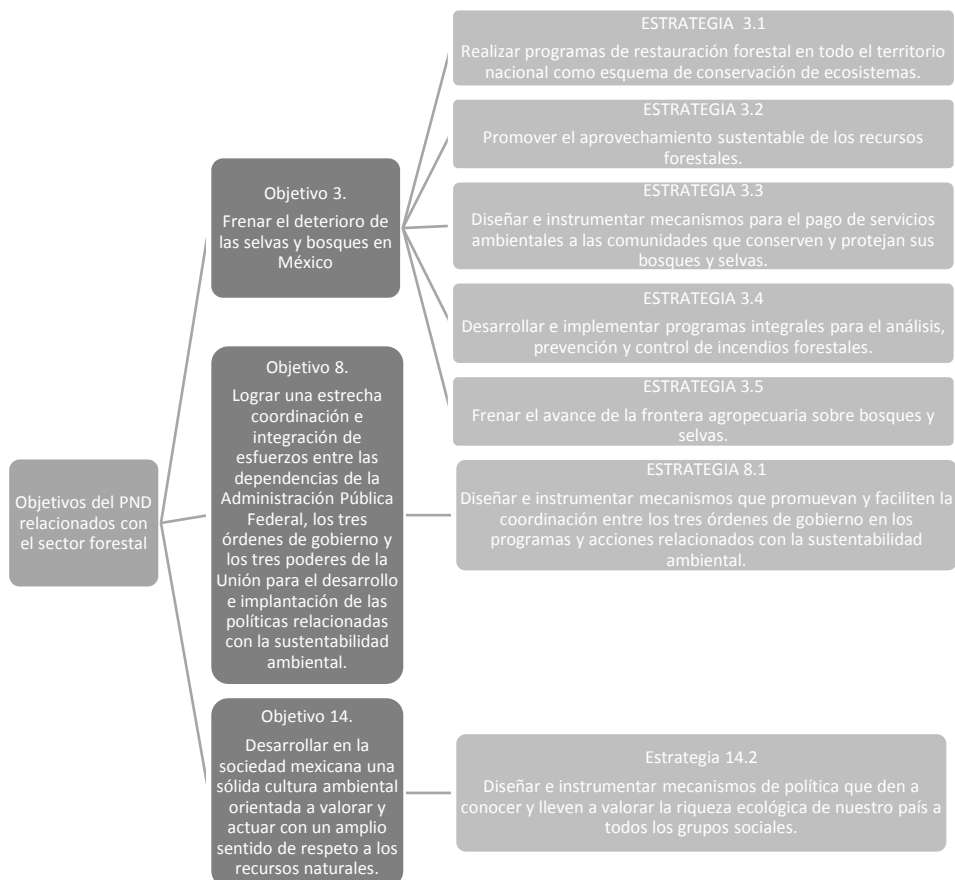 Objetivos del PND
relacionados con
el sector forestal
Objetivo 3.
Frenar el deterioro de
las selvas y bosques en
México
ESTRATEGIA 3.1
Realizar programas de restauración forestal en todo el territorio
nacional como esquema de conservación de ecosistemas.
ESTRATEGIA 3.2
Promover el aprovechamiento sustentable de los recursos
forestales.
ESTRATEGIA 3.3
Diseñar e instrumentar mecanismos para el pago de servicios
ambientales a las comunidades que conserven y protejan sus
bosques y selvas.
ESTRATEGIA 3.4
Desarrollar e implementar programas integrales para el análisis,
prevención y control de incendios forestales.
ESTRATEGIA 3.5
Frenar el avance de la frontera agropecuaria sobre bosques y
selvas.
Objetivo 8.
Lograr una estrecha
coordinación e
integración de
esfuerzos entre las
dependencias de la
Administración Pública
Federal, los tres
órdenes de gobierno y
los tres poderes de la
Unión para el desarrollo
e implantación de las
políticas relacionadas
con la sustentabilidad
ambiental.
ESTRATEGIA 8.1
Diseñar e instrumentar mecanismos que promuevan y faciliten la
coordinación entre los tres órdenes de gobierno en los
programas y acciones relacionados con la sustentabilidad
ambiental.
Objetivo 14.
Desarrollar en la
sociedad mexicana una
sólida cultura ambiental
orientada a valorar y
actuar con un amplio
sentido de respeto a los
recursos naturales.
Estrategia 14.2
Diseñar e instrumentar mecanismos de política que den a
conocer y lleven a valorar la riqueza ecológica de nuestro país a
todos los grupos sociales.